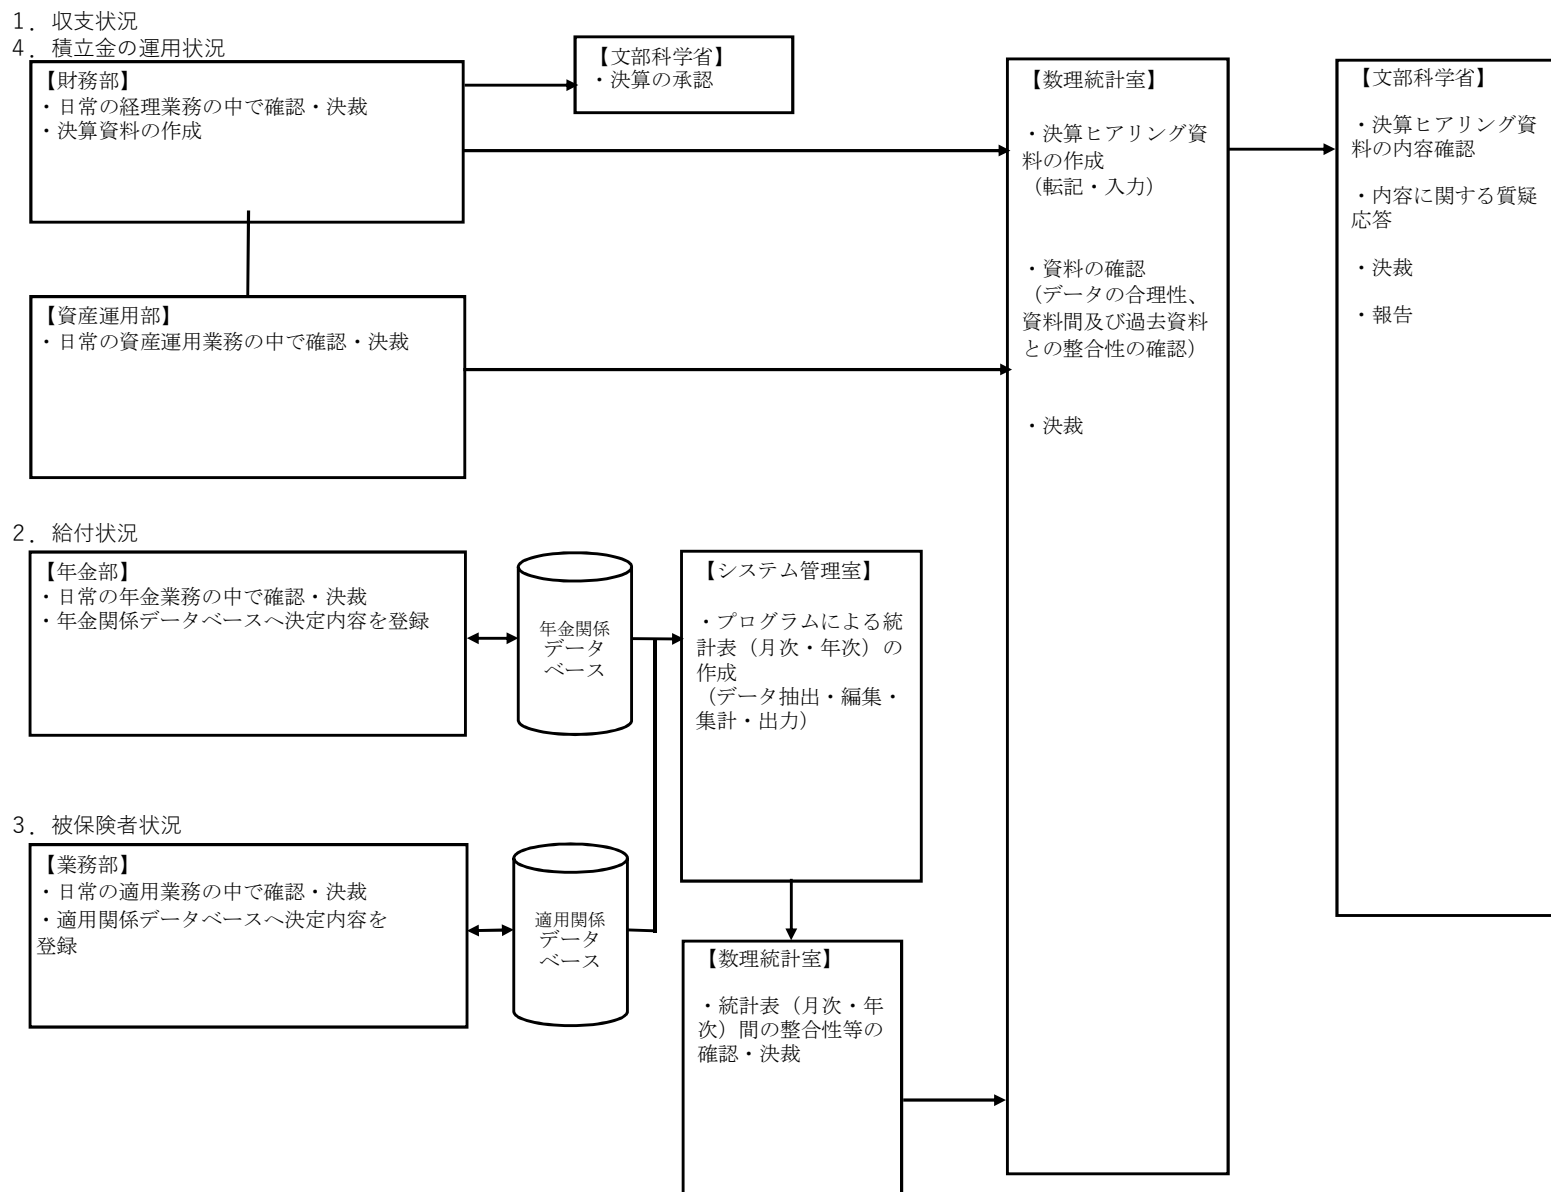 １．収支状況
４．積立金の運用状況
【財務部】
・日常の経理業務の中で確認・決裁
・決算資料の作成
【文部科学省】
・決算の承認
【資産運用部】
・日常の資産運用業務の中で確認・決裁
２．給付状況
【年金部】
・日常の年金業務の中で確認・決裁
・年金関係データベースへ決定内容を登録
年金関係
データ
ベース
【システム管理室】
・プログラムによる統
計表（月次・年次）の
作成
（データ抽出・編集・
集計・出力）
３．被保険者状況
【業務部】
・日常の適用業務の中で確認・決裁
・適用関係データベースへ決定内容を
登録
適用関係
データ
ベース
【数理統計室】
・統計表（月次・年
次）間の整合性等の
確認・決裁
【数理統計室】
・決算ヒアリング資
料の作成
（転記・入力）
・資料の確認
（データの合理性、
資料間及び過去資料
との整合性の確認）
・決裁
【文部科学省】
・決算ヒアリング資
料の内容確認
・内容に関する質疑
応答
・決裁
・報告